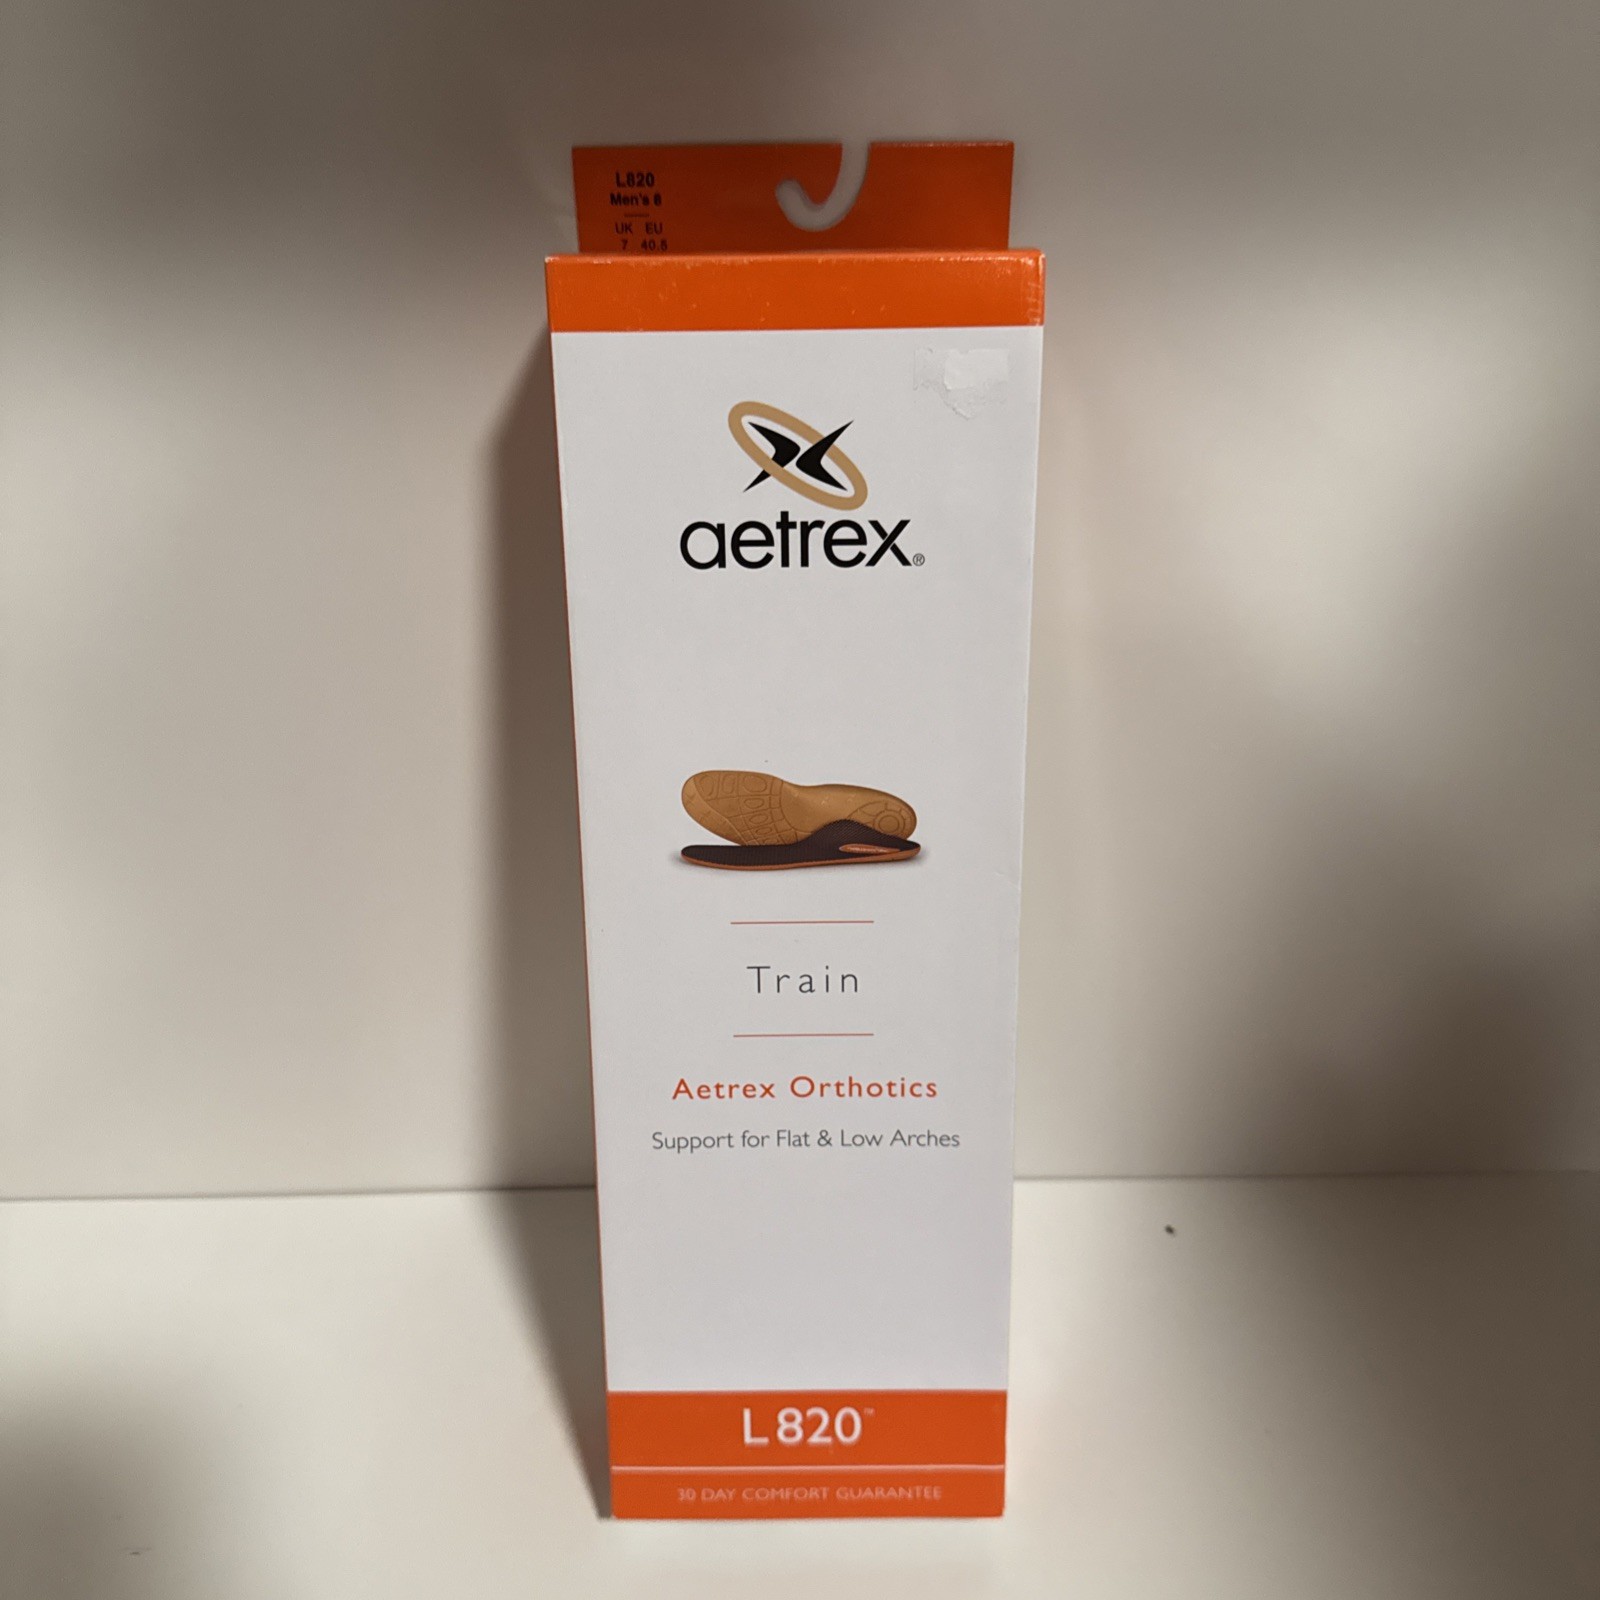 L820
Men's 8
UK EU
7 40.5
aetrex®
Train
Aetrex Orthotics
Support for Flat & Low Arches
L820™
30 DAY COMFORT GUARANTEE